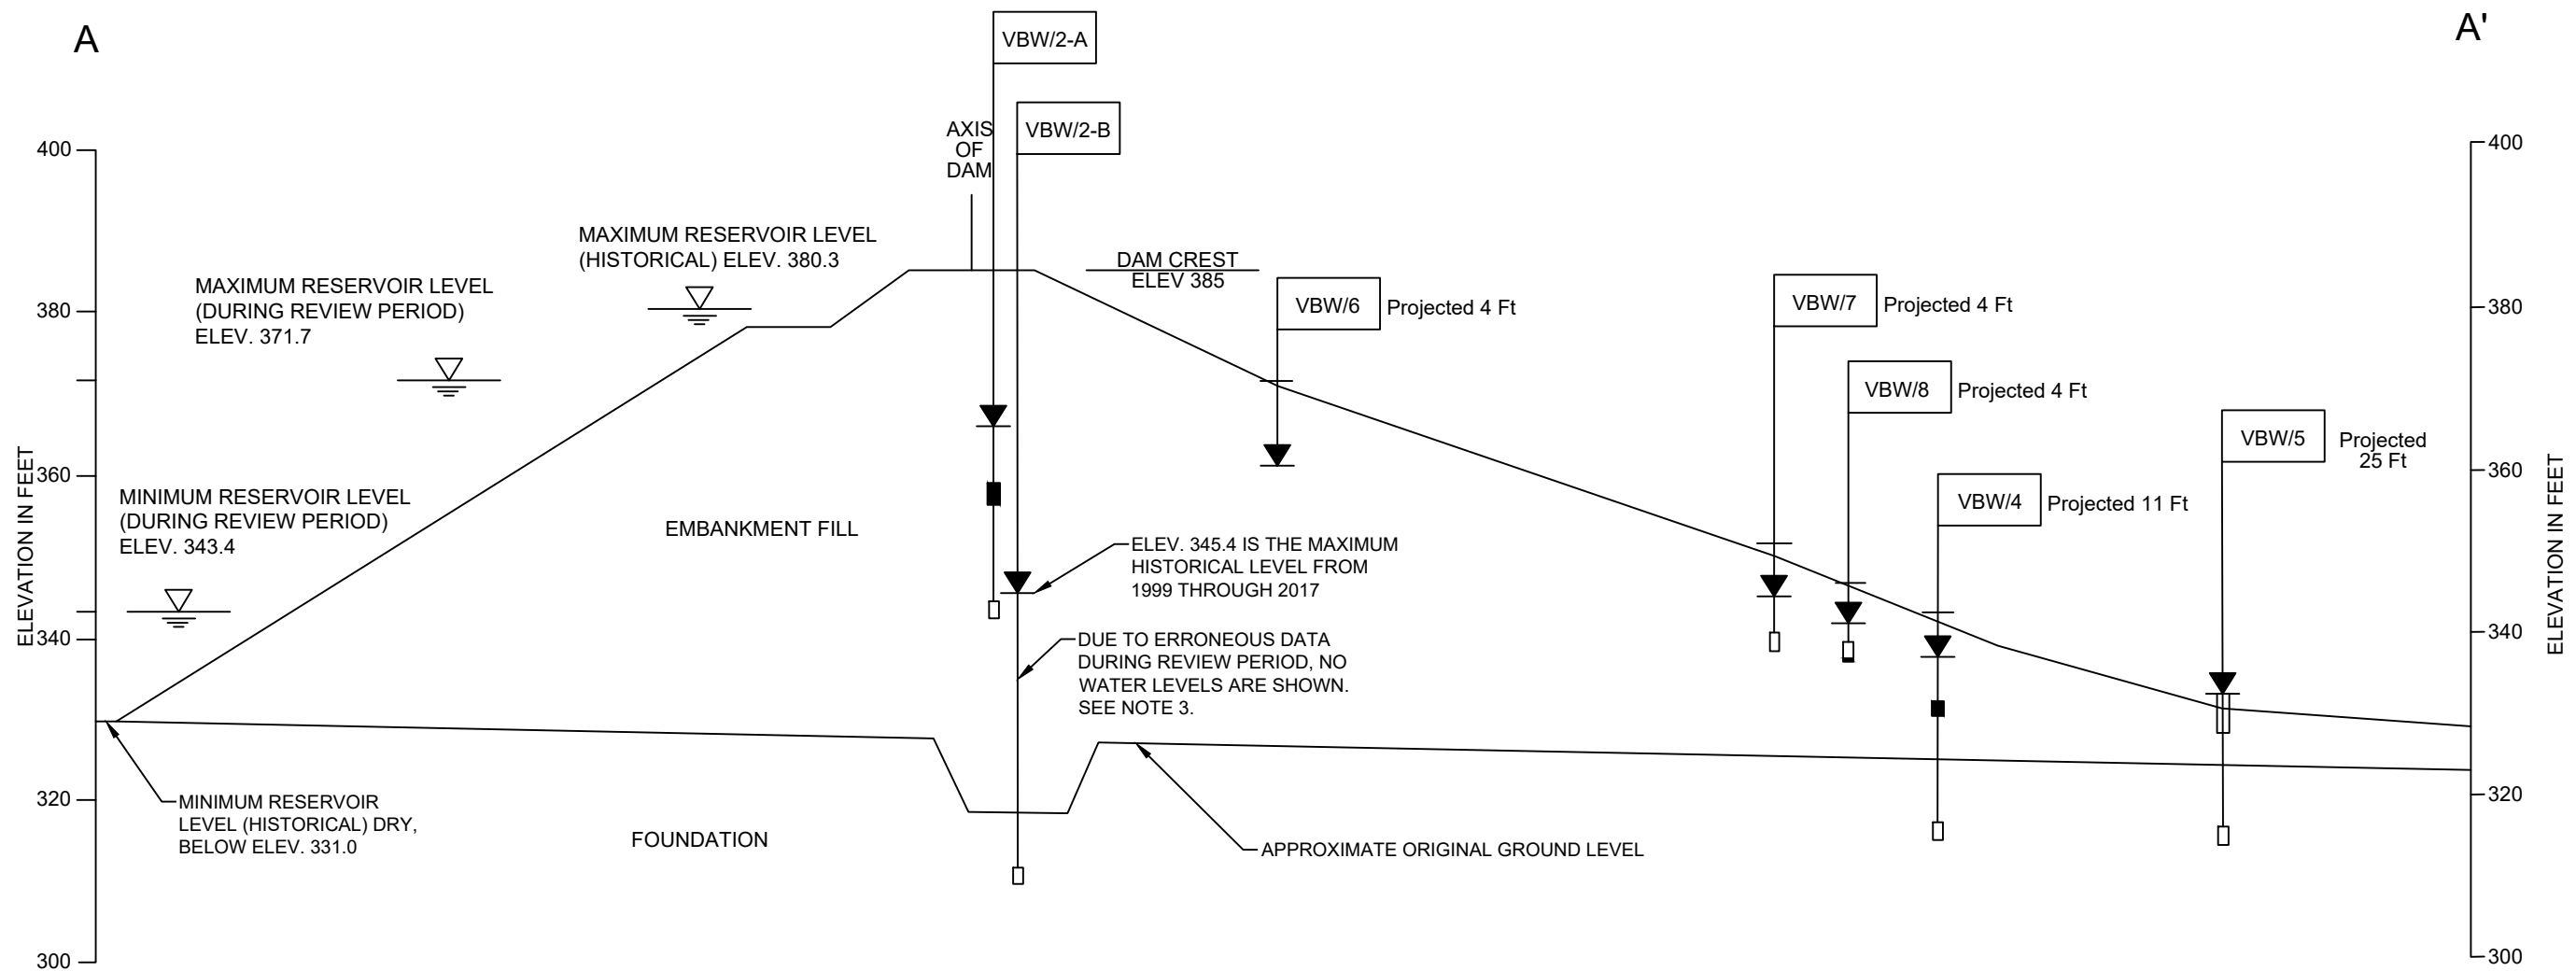 A
A'
VBW/2-A
VBW/2-B
AXIS
OF
DAM
400
380
360
340
320
300
ELEVATION IN FEET
MAXIMUM RESERVOIR LEVEL
(HISTORICAL) ELEV. 380.3
MAXIMUM RESERVOIR LEVEL
(DURING REVIEW PERIOD)
ELEV. 371.7
MINIMUM RESERVOIR LEVEL
(DURING REVIEW PERIOD)
ELEV. 343.4
DAM CREST
ELEV 385
VBW/6 Projected 4 Ft
VBW/7 Projected 4 Ft
VBW/8 Projected 4 Ft
VBW/4 Projected 11 Ft
VBW/5 Projected
25 Ft
EMBANKMENT FILL
ELEV. 345.4 IS THE MAXIMUM
HISTORICAL LEVEL FROM
1999 THROUGH 2017
DUE TO ERRONEOUS DATA
DURING REVIEW PERIOD, NO
WATER LEVELS ARE SHOWN.
SEE NOTE 3.
MINIMUM RESERVOIR
LEVEL (HISTORICAL) DRY,
BELOW ELEV. 331.0
FOUNDATION
APPROXIMATE ORIGINAL GROUND LEVEL
400
380
360
340
320
300
ELEVATION IN FEET